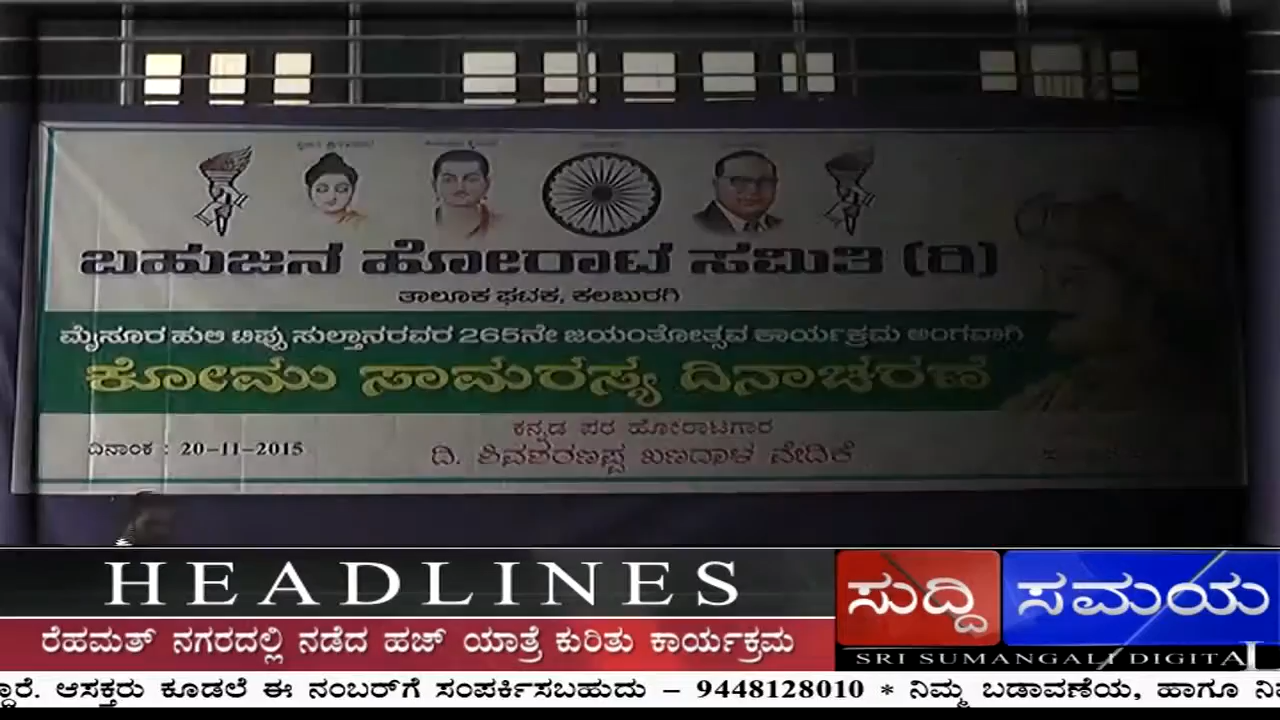 ಬಹುಜನ ಹೋರಾಟ ಸಮಿತಿ (ರಿ)
ತಾಲೂಕ ಘಟಕ, ಕಲಬುರಗಿ
ಮೈಸೂರ ಹುಲಿ ಟಿಪ್ಪು ಸುಲ್ತಾನರವರ 265ನೇ ಜಯಂತೋತ್ಸವ ಕಾರ್ಯಕ್ರಮ ಅಂಗವಾಗಿ
ಕೋಮು ಸಾಮರಸ್ಯ ದಿನಾಚರಣೆ
ಕನ್ನಡ ಪರ ಹೋರಾಟಗಾರ
ದಿನಾಂಕ : 20-11-2015
ದಿ. ಶಿವಶರಣಪ್ಪ ಖಣದಾಳ ವೇದಿಕೆ
HEADLINES
ಸುದ್ದಿ ಸಮಯ
ರೆಹಮತ್ ನಗರದಲ್ಲಿ ನಡೆದ ಹಜ್ ಯಾತ್ರೆ ಕುರಿತು ಕಾರ್ಯಕ್ರಮ
SRI SUMANGALI DIGITAL
ದ್ದಾರೆ. ಆಸಕ್ತರು ಕೂಡಲೆ ಈ ನಂಬರ್‌ಗೆ ಸಂಪರ್ಕಿಸಬಹುದು – 9448128010 * ನಿಮ್ಮ ಬಡಾವಣೆಯ, ಹಾಗೂ ನಿ